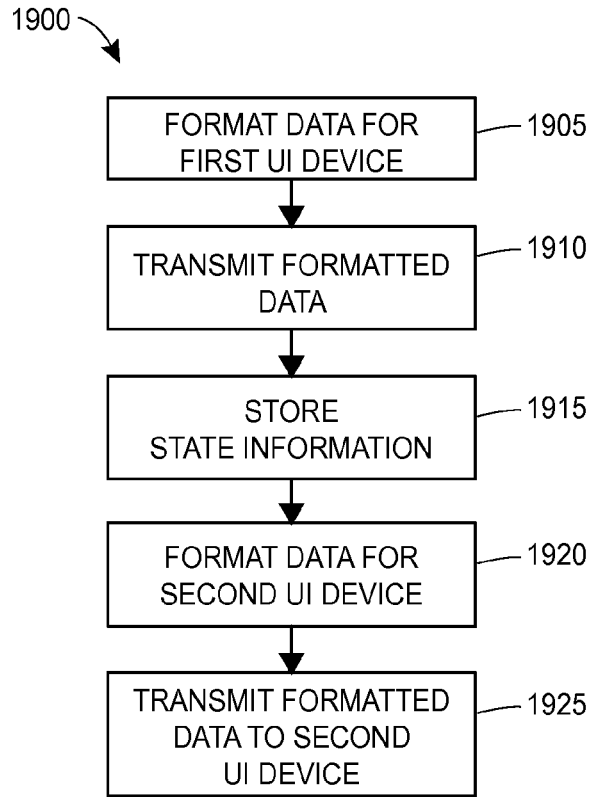 1900
FORMAT DATA FOR
FIRST UI DEVICE
1905
TRANSMIT FORMATTED
DATA
1910
STORE
STATE INFORMATION
1915
FORMAT DATA FOR
SECOND UI DEVICE
1920
TRANSMIT FORMATTED
DATA TO SECOND
UI DEVICE
1925